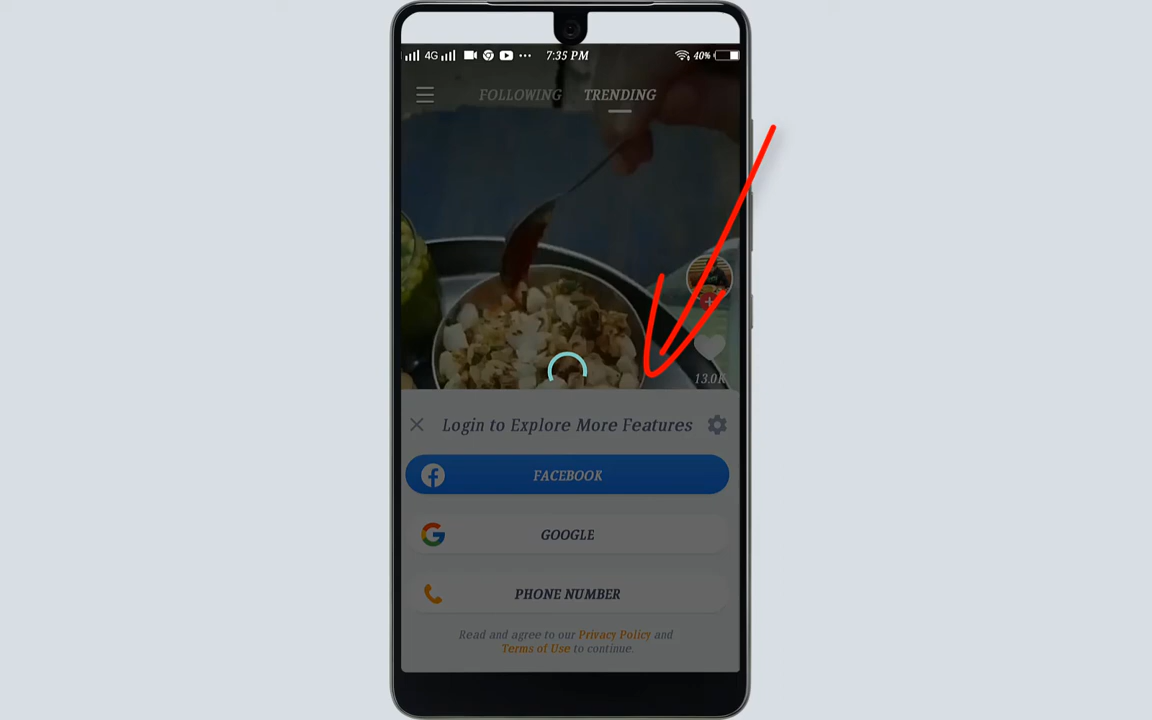 4G 7:35 PM 40%
FOLLOWING TRENDING
13.0K
Login to Explore More Features
FACEBOOK
GOOGLE
PHONE NUMBER
Read and agree to our Privacy Policy and
Terms of Use to continue.